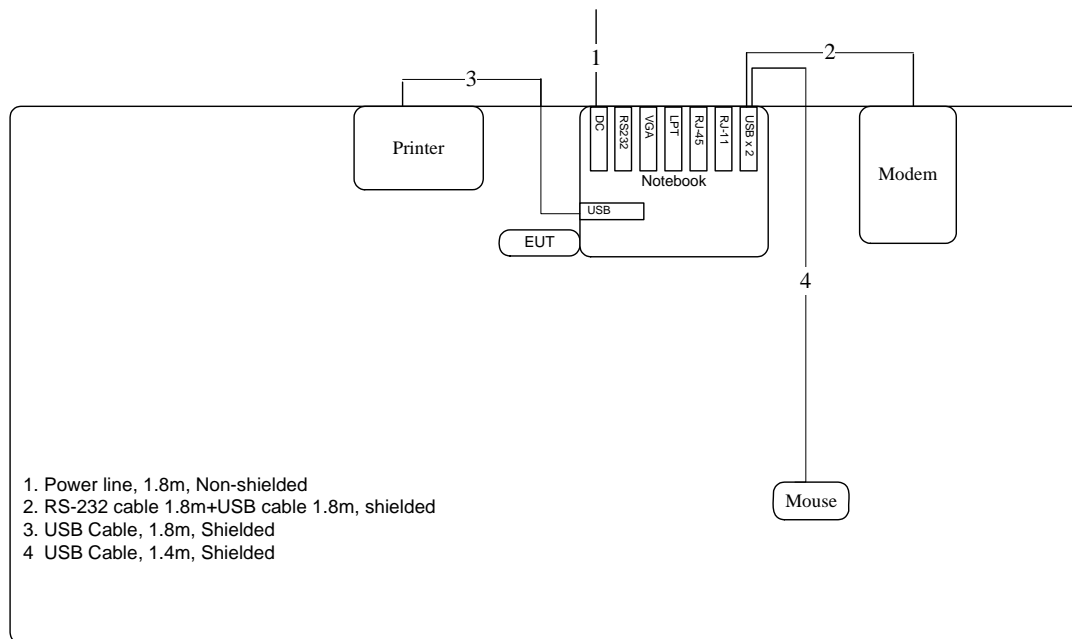 1
2
3
Printer
DC
RS232
VGA
LPT
RJ-45
RJ-11
USB x 2
Modem
Notebook
USB
EUT
4
1. Power line, 1.8m, Non-shielded
2. RS-232 cable 1.8m+USB cable 1.8m, shielded
3. USB Cable, 1.8m, Shielded
4 USB Cable, 1.4m, Shielded
Mouse